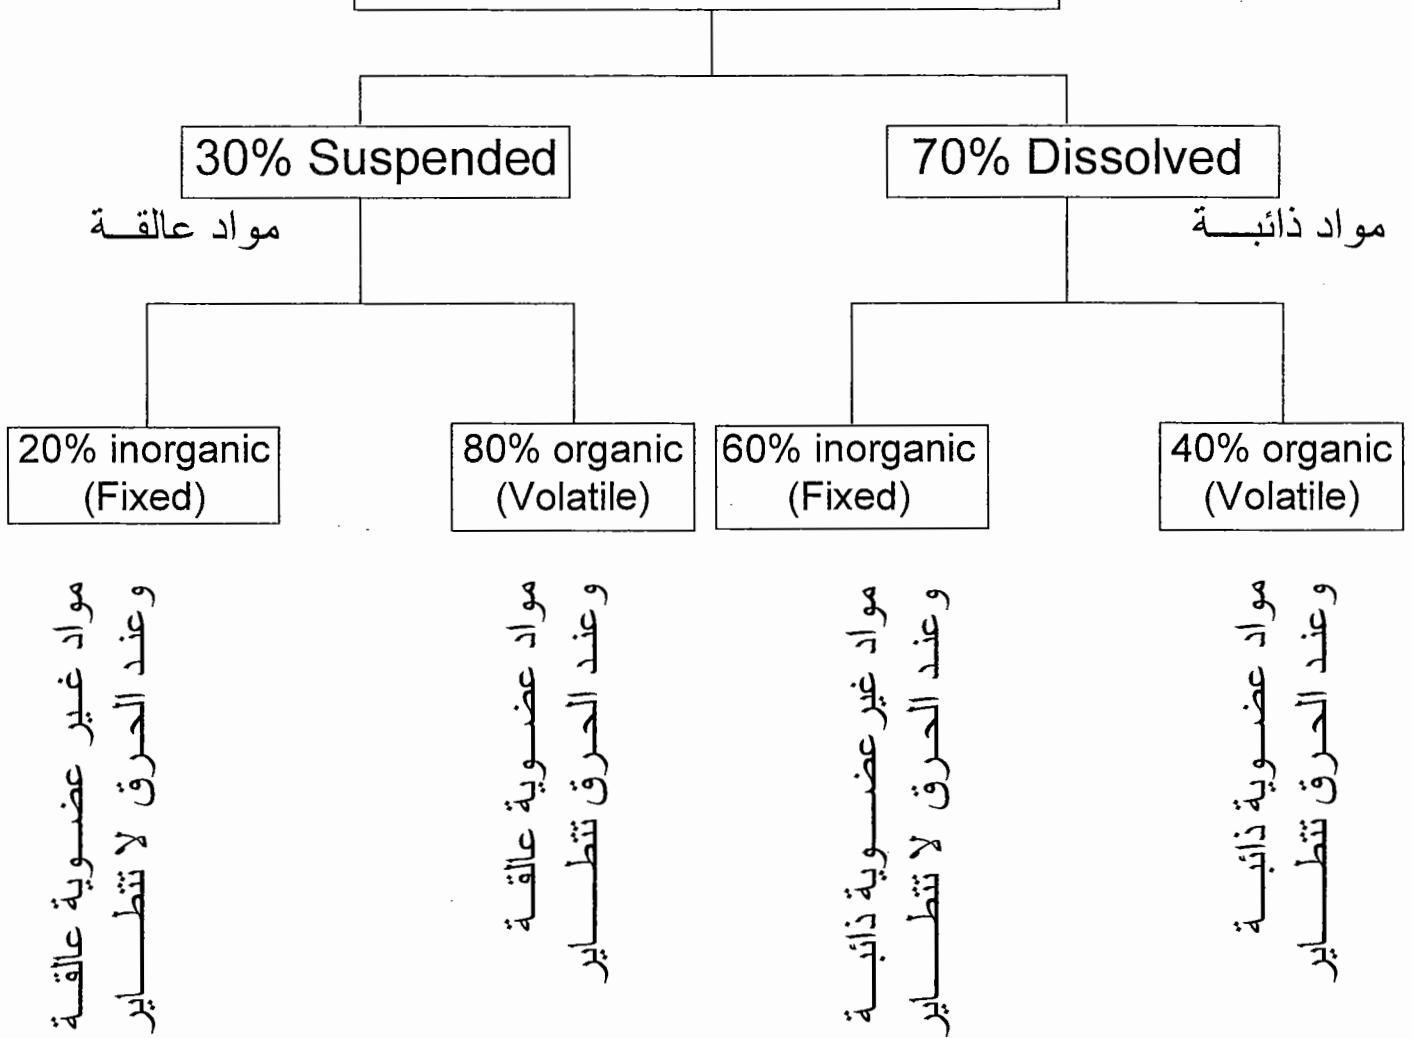 30% Suspended
70% Dissolved
مواد عالقة
مواد ذائبة
20% inorganic
(Fixed)
80% organic
(Volatile)
60% inorganic
(Fixed)
40% organic
(Volatile)
مواد غير عضوية عالقة
وعند الحرق لا تتطاير
مواد عضوية عالقة
وعند الحرق تتطاير
مواد غير عضوية ذائبة
وعند الحرق لا تتطاير
مواد عضوية ذائبة
وعند الحرق تتطاير